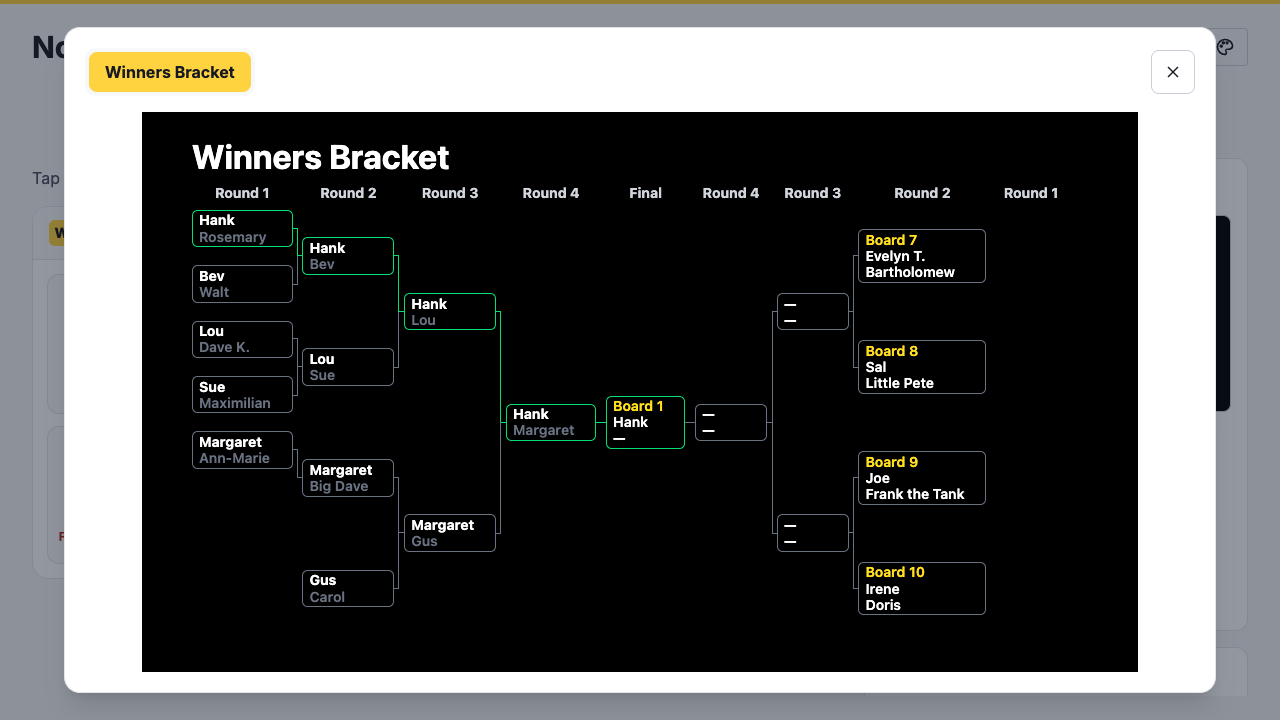 No
Tap
W
F
Winners Bracket
Winners Bracket
Round 1
Round 2
Round 3
Round 4
Final
Round 4
Round 3
Round 2
Round 1
Hank
Rosemary
Bev
Walt
Lou
Dave K.
Sue
Maximilian
Margaret
Ann-Marie
Hank
Bev
Lou
Sue
Margaret
Big Dave
Gus
Carol
Hank
Lou
Margaret
Gus
Hank
Margaret
Board 1
Hank
—
—
—
—
—
—
—
Board 7
Evelyn T.
Bartholomew
Board 8
Sal
Little Pete
Board 9
Joe
Frank the Tank
Board 10
Irene
Doris